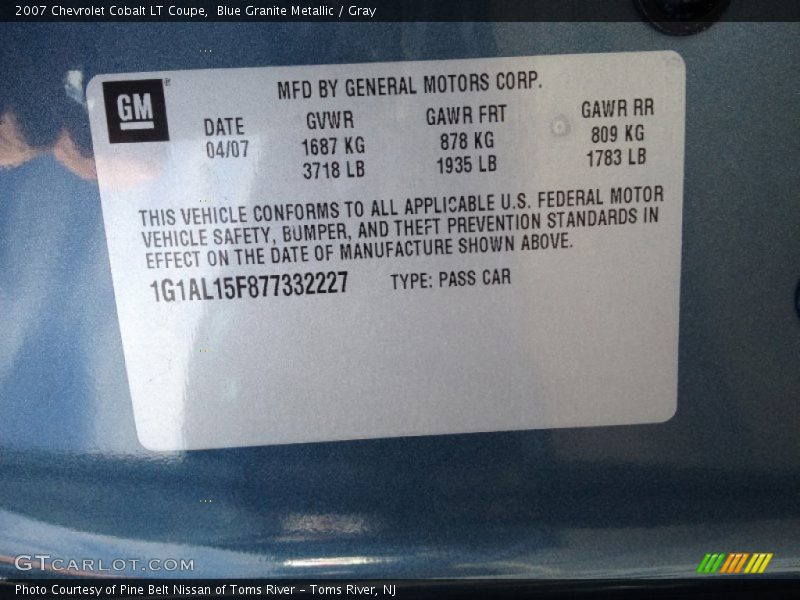 2007 Chevrolet Cobalt LT Coupe,  Blue Granite Metallic / Gray
GM
MFD BY GENERAL MOTORS CORP.
DATE GVWR GAWR FRT GAWR RR
04/07 1687 KG 878 KG 809 KG
3718 LB 1935 LB 1783 LB
THIS VEHICLE CONFORMS TO ALL APPLICABLE U.S. FEDERAL MOTOR
VEHICLE SAFETY, BUMPER, AND THEFT PREVENTION STANDARDS IN
EFFECT ON THE DATE OF MANUFACTURE SHOWN ABOVE.
1G1AL15F877332227 TYPE: PASS CAR
GTCARLOT.COM
Photo Courtesy of Pine Belt Nissan of Toms River – Toms River, NJ